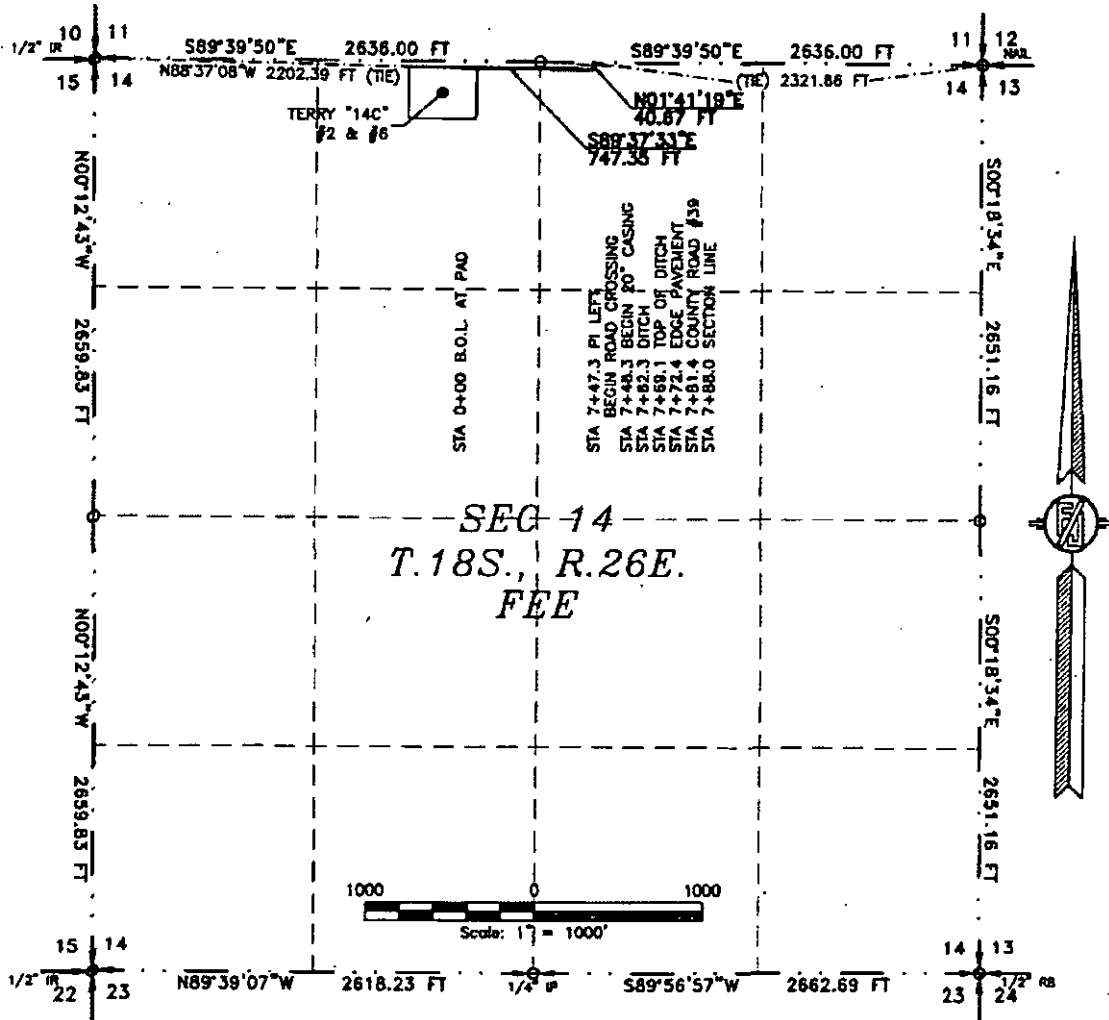 10 11
11 12
1/2" IR
S89°39'50"E 2636.00 FT
S89°39'50"E 2636.00 FT
NAIL
15 14
N88°37'08"W 2202.39 FT (TIE)
(TIE) 2321.86 FT
14 13
TERRY "14C"
#2 & #6
N01°41'19"E
40.67 FT
S89°37'33"E
747.35 FT
N00°12'43"W 2659.83 FT
S00°18'34"E 2651.16 FT
STA 0+00 B.O.L. AT PAD
STA 7+47.3 PI LEFT
BEGIN ROAD CROSSING
STA 7+48.3 BEGIN 20" CASING
STA 7+62.3 DITCH
STA 7+69.1 TOP OF DITCH
STA 7+72.4 EDGE PAVEMENT
STA 7+81.4 COUNTY ROAD #39
STA 7+88.0 SECTION LINE
SEC 14
T.18S., R.26E.
FEE
N00°12'43"W 2659.83 FT
S00°18'34"E 2651.16 FT
1000 0 1000
Scale: 1" = 1000'
15 14
14 13
1/2" IR
N89°39'07"W 2618.23 FT
1/4" IP
S89°56'57"W 2662.69 FT
1/2" RB
22 23
23 24